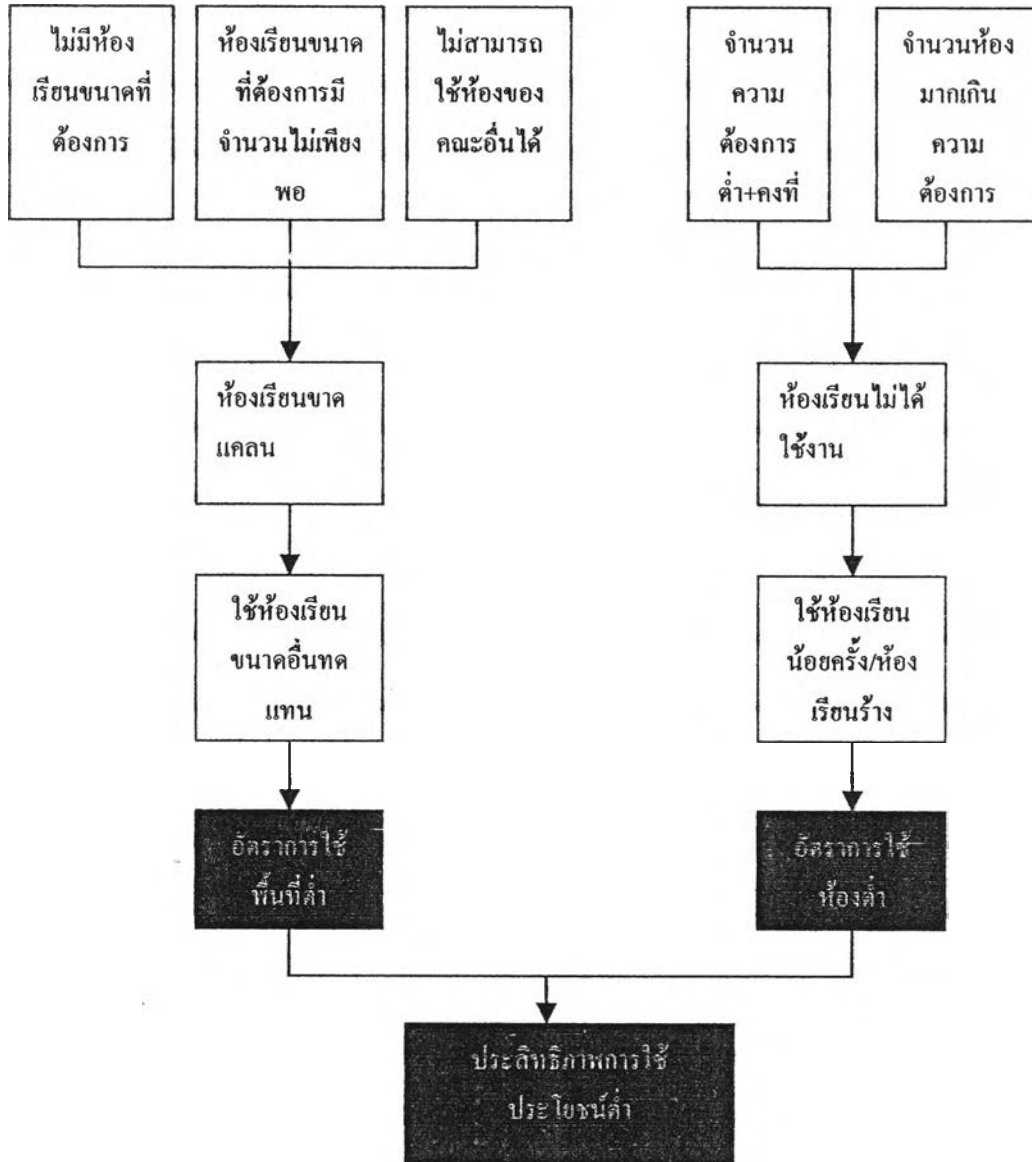 ไม่มีห้อง
เรียนขนาดที่
ต้องการ
ห้องเรียนขนาด
ที่ต้องการมี
จำนวนไม่เพียง
พอ
ไม่สามารถ
ใช้ห้องของ
คณะอื่นได้
จำนวน
ความ
ต้องการ
ต่ำ+คงที่
จำนวนห้อง
มากเกิน
ความ
ต้องการ
ห้องเรียนขาด
แคลน
ห้องเรียนไม่ได้
ใช้งาน
ใช้ห้องเรียน
ขนาดอื่นทด
แทน
ใช้ห้องเรียน
น้อยครั้ง/ห้อง
เรียนร้าง
อัตราการใช้
พื้นที่ต่ำ
อัตราการใช้
ห้องต่ำ
ประสิทธิภาพการใช้
ประโยชน์ต่ำ